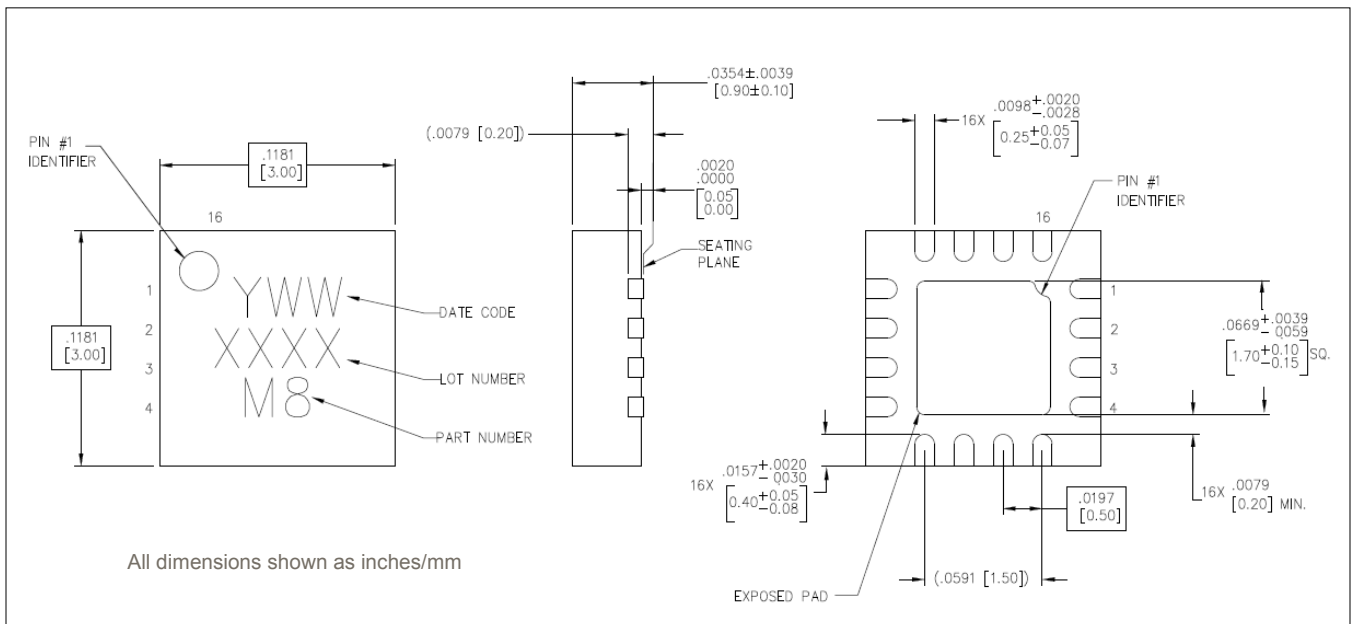 .0354±.0039
[0.90±0.10]
(.0079 [0.20])
.0020
.0000
[0.05
0.00]
SEATING
PLANE
PIN #1
IDENTIFIER
.1181
[3.00]
16
1
2
3
4
.1181
[3.00]
YWW
XXXX
M8
DATE CODE
LOT NUMBER
PART NUMBER
16X .0098+.0020
-.0028
[0.25+0.05
-0.07]
PIN #1
IDENTIFIER
16
1
2
3
4
.0669+.0039
-.0059
[1.70+0.10
-0.15] SQ.
16X .0157+.0020
-.0030
[0.40+0.05
-0.08]
.0197
[0.50]
16X .0079
[0.20] MIN.
(.0591 [1.50])
EXPOSED PAD
All dimensions shown as inches/mm